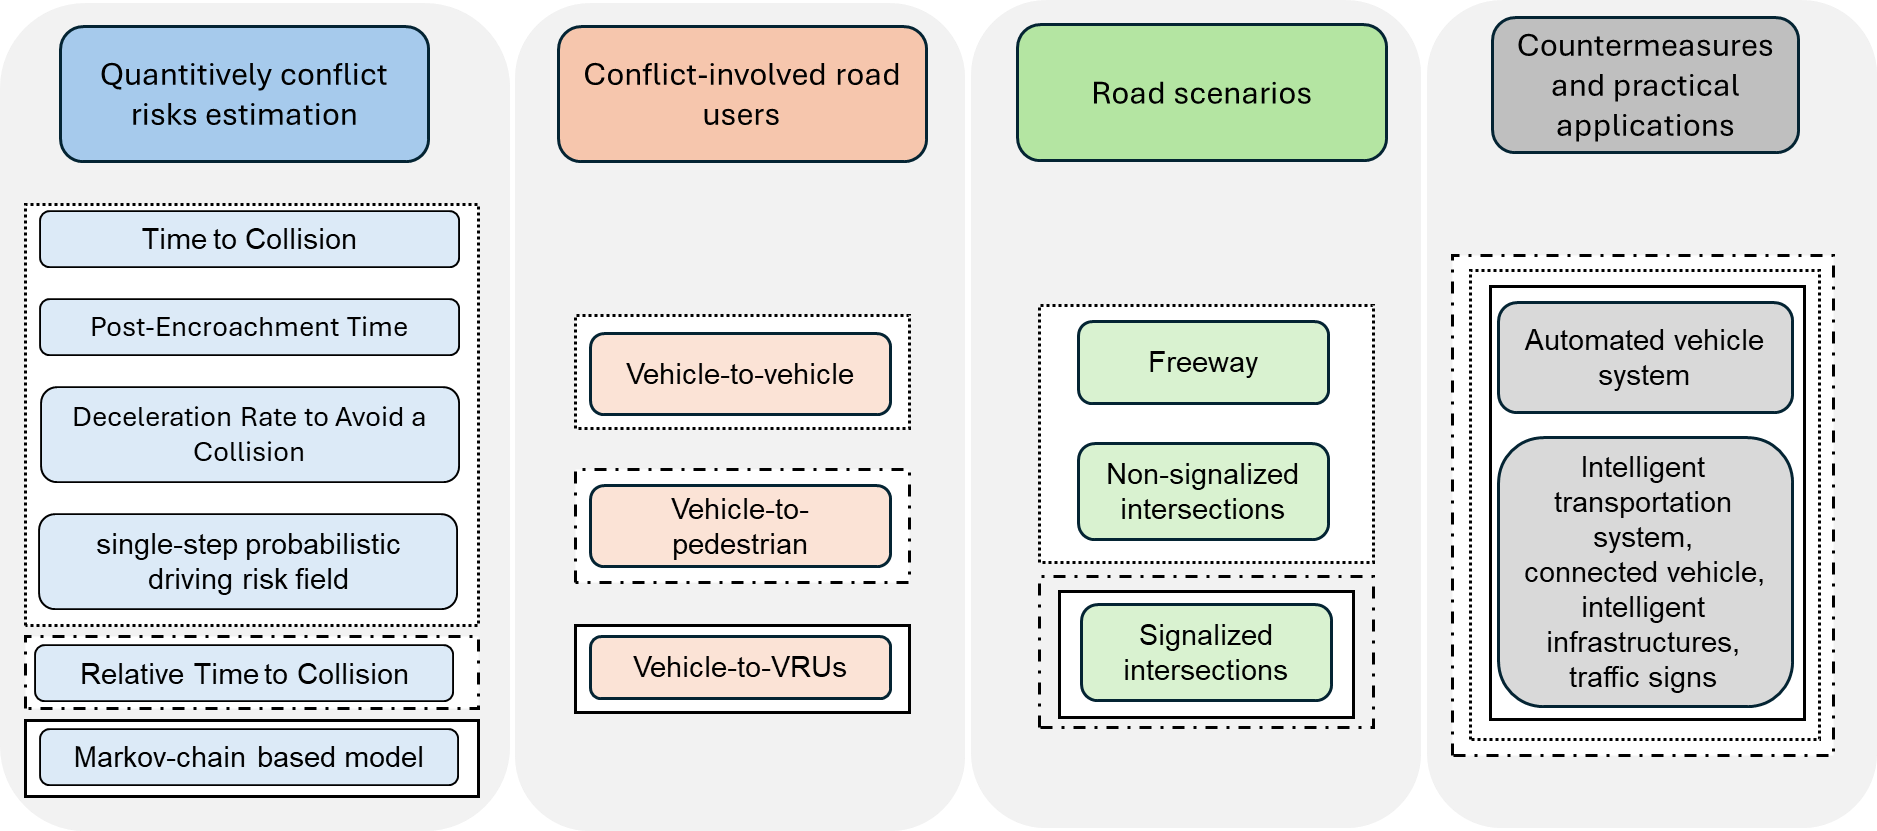 Quantitively conflict
risks estimation
Time to Collision
Post-Encroachment Time
Deceleration Rate to Avoid a
Collision
single-step probabilistic
driving risk field
Relative Time to Collision
Markov-chain based model
Conflict-involved road
users
Vehicle-to-vehicle
Vehicle-to-
pedestrian
Vehicle-to-VRUs
Road scenarios
Freeway
Non-signalized
intersections
Signalized
intersections
Countermeasures
and practical
applications
Automated vehicle
system
Intelligent
transportation
system,
connected vehicle,
intelligent
infrastructures,
traffic signs